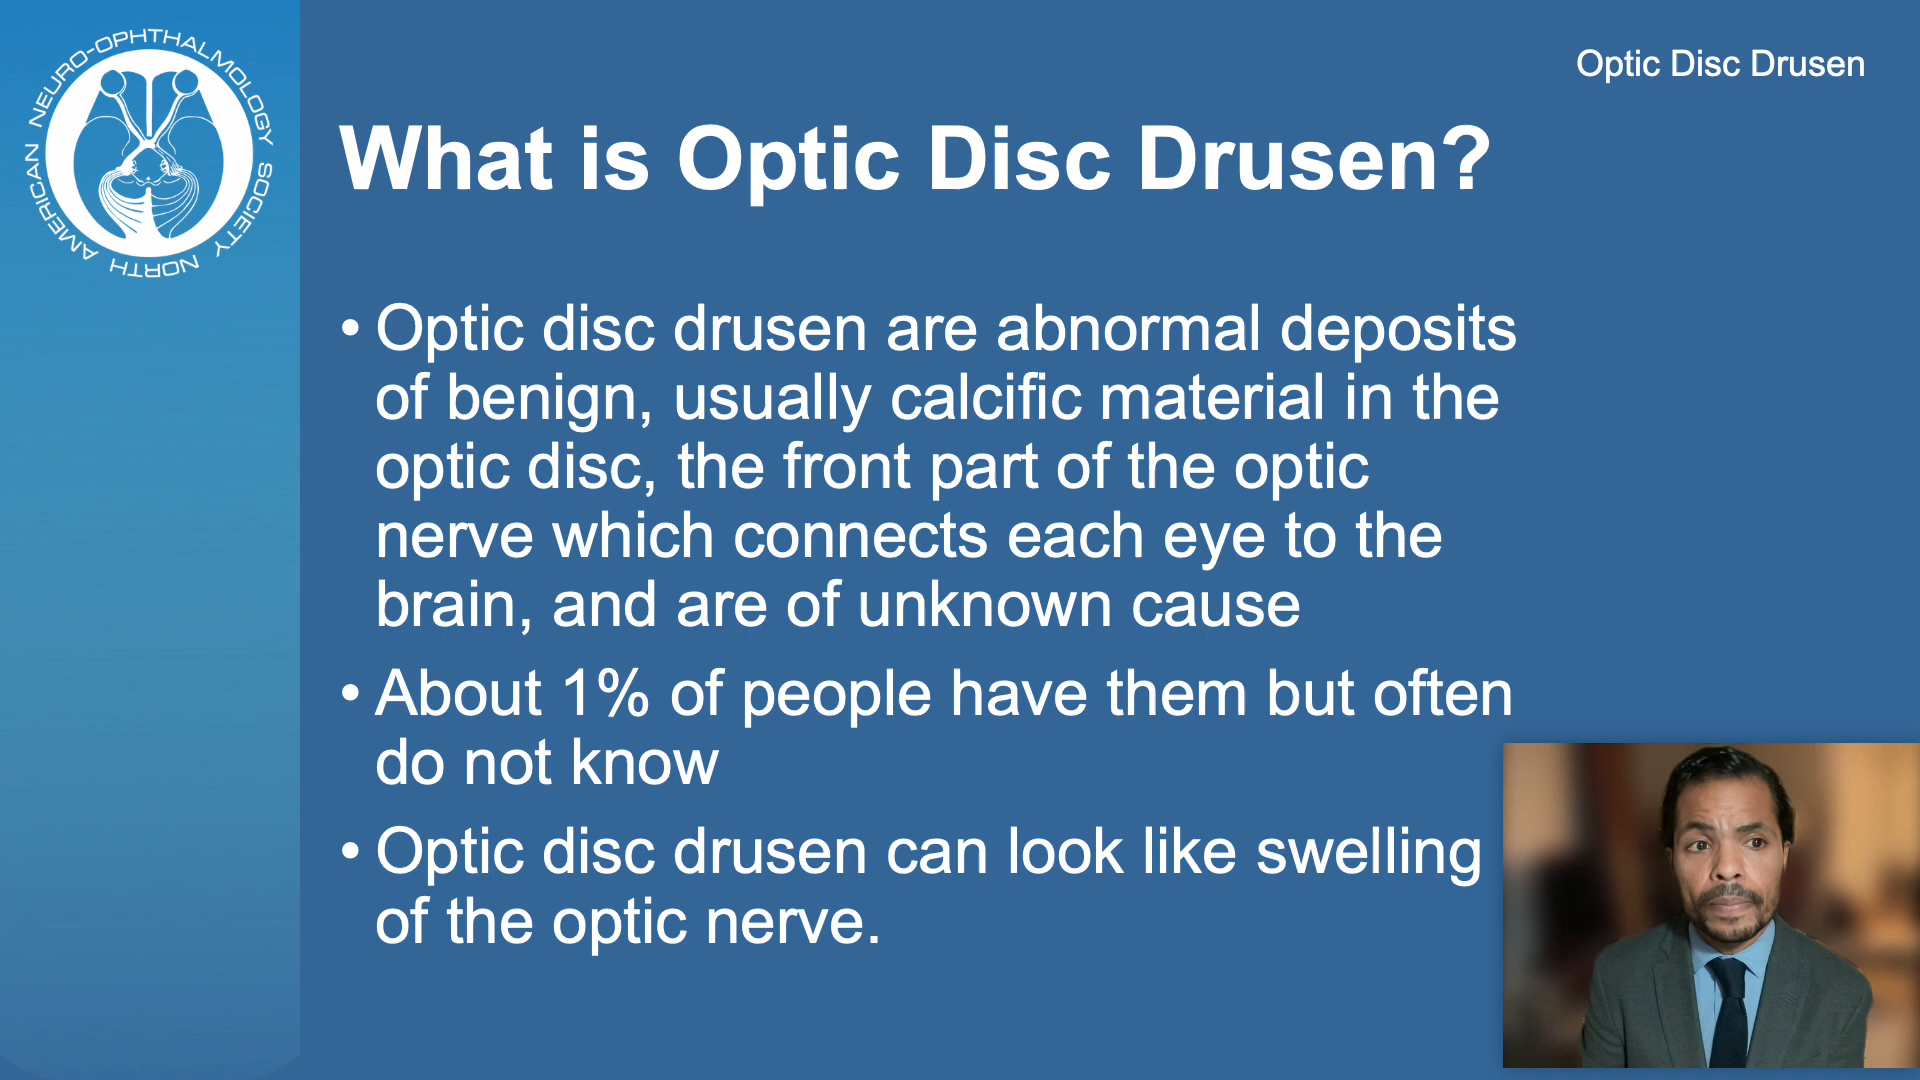 NORTH AMERICAN NEURO-OPHTHALMOLOGY SOCIETY
Optic Disc Drusen
What is Optic Disc Drusen?
• Optic disc drusen are abnormal deposits
of benign, usually calcific material in the
optic disc, the front part of the optic
nerve which connects each eye to the
brain, and are of unknown cause
• About 1% of people have them but often
do not know
• Optic disc drusen can look like swelling
of the optic nerve.